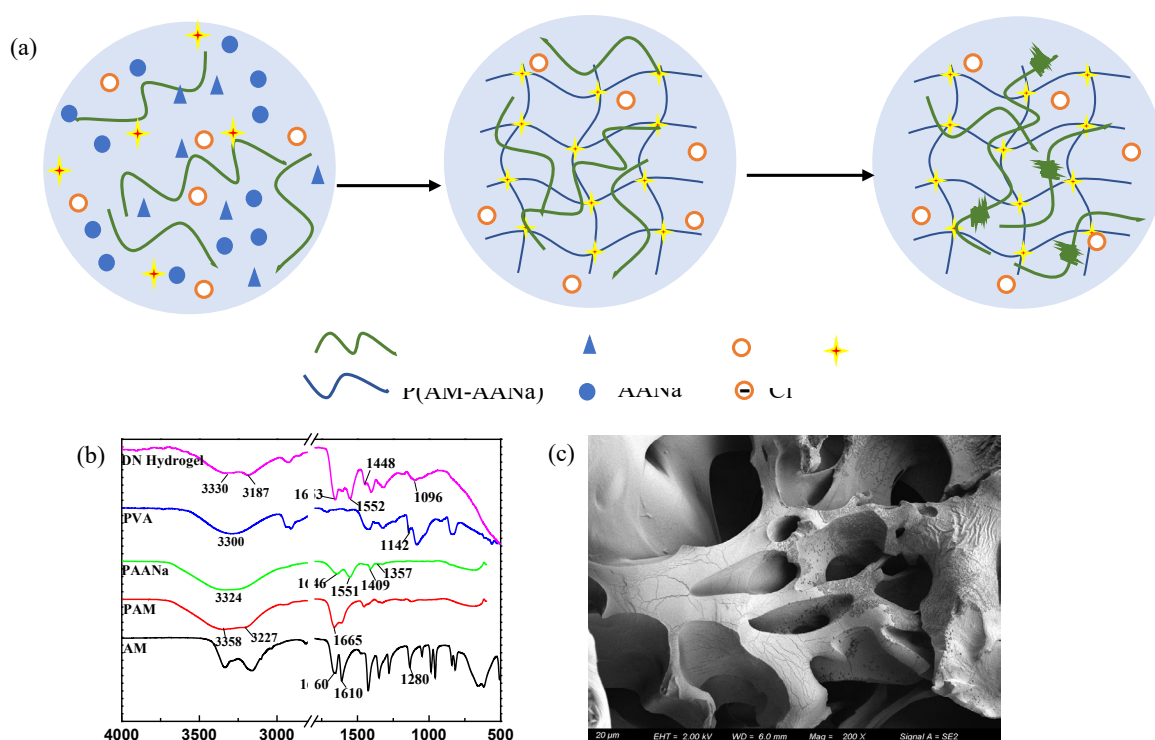 (a)
P(AM-AANa)
AANa
Cl
(b)
DN Hydrogel
3330
3187
1448
1552
1096
PVA
3300
1142
PAANa
3324
1551
1409
1357
PAM
3358
3227
1665
AM
1610
1280
4000 3500 3000 1500 1000 500
(c)
20 µm EHT = 2.00 kV WD = 6.0 mm Mag = 200 X Signal A = SE2